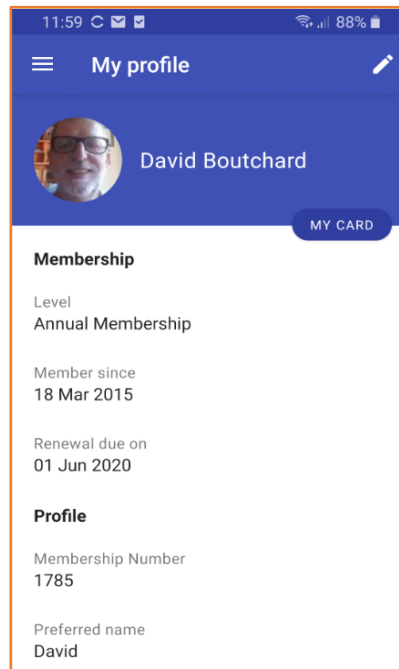 11:59 C
88%
My profile
David Boutchard
MY CARD
Membership
Level
Annual Membership
Member since
18 Mar 2015
Renewal due on
01 Jun 2020
Profile
Membership Number
1785
Preferred name
David